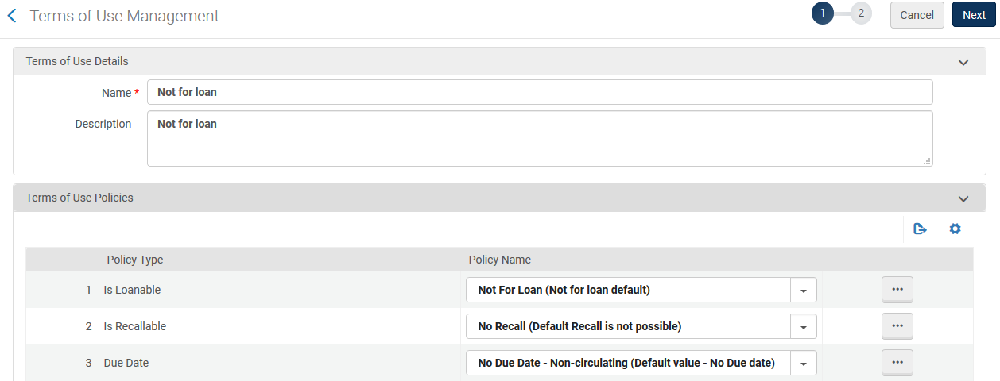 Terms of Use Management
1 2 Cancel Next
Terms of Use Details
Name * Not for loan
Description Not for loan
Terms of Use Policies
Policy Type Policy Name
1 Is Loanable Not For Loan (Not for loan default) ...
2 Is Recallable No Recall (Default Recall is not possible) ...
3 Due Date No Due Date - Non-circulating (Default value - No Due date) ...